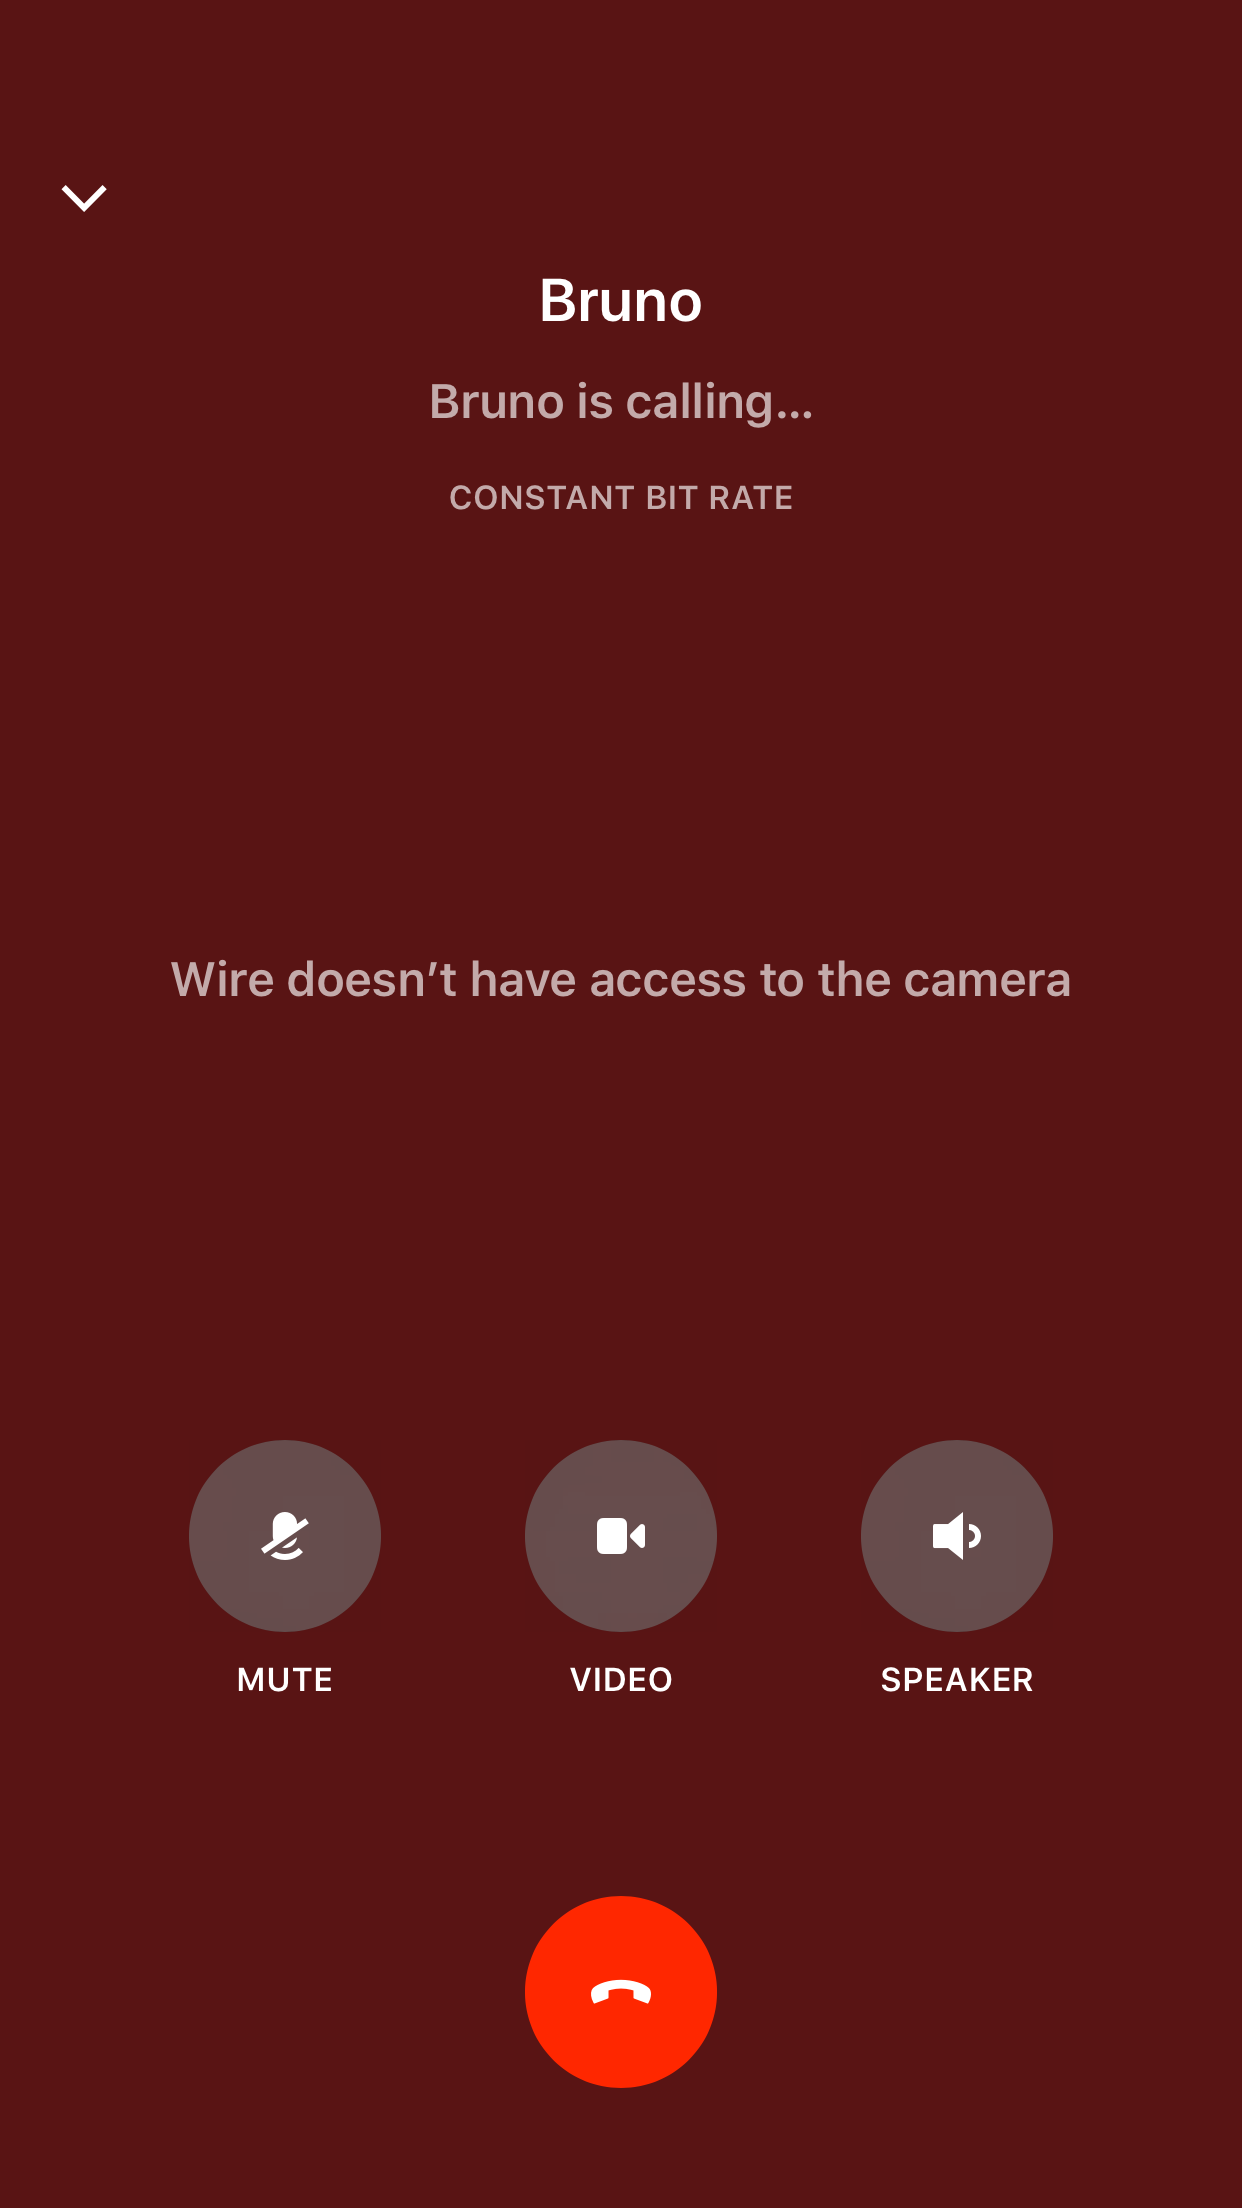 Bruno
Bruno is calling...
CONSTANT BIT RATE
Wire doesn’t have access to the camera
MUTE
VIDEO
SPEAKER